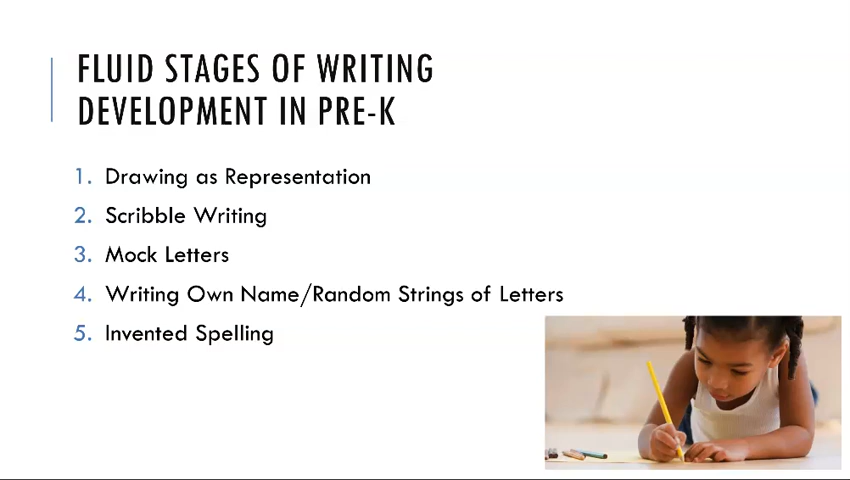 FLUID STAGES OF WRITING
DEVELOPMENT IN PRE-K
1. Drawing as Representation
2. Scribble Writing
3. Mock Letters
4. Writing Own Name/Random Strings of Letters
5. Invented Spelling